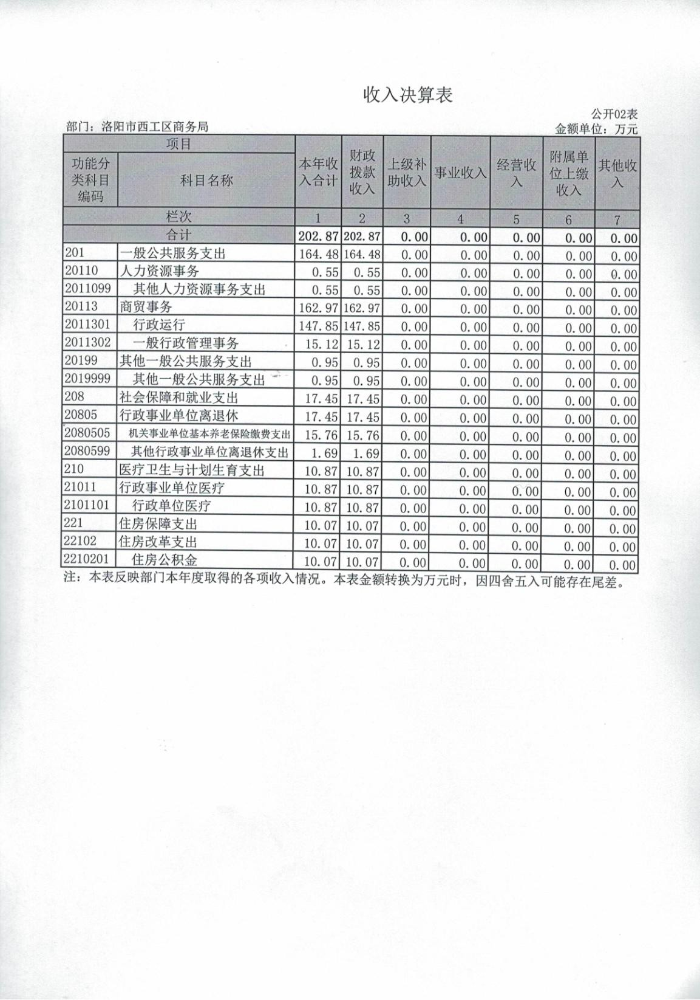 收入决算表
公开02表
部门：洛阳市西工区商务局 金额单位：万元
项目 本年收入合计 财政拨款收入 上级补助收入 事业收入 经营收入 附属单位上缴收入 其他收入
功能分类科目编码 科目名称
栏次 1 2 3 4 5 6 7
合计 202.87 202.87 0.00 0.00 0.00 0.00 0.00
201 一般公共服务支出 164.48 164.48 0.00 0.00 0.00 0.00 0.00
20110 人力资源事务 0.55 0.55 0.00 0.00 0.00 0.00 0.00
2011099 其他人力资源事务支出 0.55 0.55 0.00 0.00 0.00 0.00 0.00
20113 商贸事务 162.97 162.97 0.00 0.00 0.00 0.00 0.00
2011301 行政运行 147.85 147.85 0.00 0.00 0.00 0.00 0.00
2011302 一般行政管理事务 15.12 15.12 0.00 0.00 0.00 0.00 0.00
20199 其他一般公共服务支出 0.95 0.95 0.00 0.00 0.00 0.00 0.00
2019999 其他一般公共服务支出 0.95 0.95 0.00 0.00 0.00 0.00 0.00
208 社会保障和就业支出 17.45 17.45 0.00 0.00 0.00 0.00 0.00
20805 行政事业单位离退休 17.45 17.45 0.00 0.00 0.00 0.00 0.00
2080505 机关事业单位基本养老保险缴费支出 15.76 15.76 0.00 0.00 0.00 0.00 0.00
2080599 其他行政事业单位离退休支出 1.69 1.69 0.00 0.00 0.00 0.00 0.00
210 医疗卫生与计划生育支出 10.87 10.87 0.00 0.00 0.00 0.00 0.00
21011 行政事业单位医疗 10.87 10.87 0.00 0.00 0.00 0.00 0.00
2101101 行政单位医疗 10.87 10.87 0.00 0.00 0.00 0.00 0.00
221 住房保障支出 10.07 10.07 0.00 0.00 0.00 0.00 0.00
22102 住房改革支出 10.07 10.07 0.00 0.00 0.00 0.00 0.00
2210201 住房公积金 10.07 10.07 0.00 0.00 0.00 0.00 0.00
注：本表反映部门本年度取得的各项收入情况。本表金额转换为万元时，因四舍五入可能存在尾差。